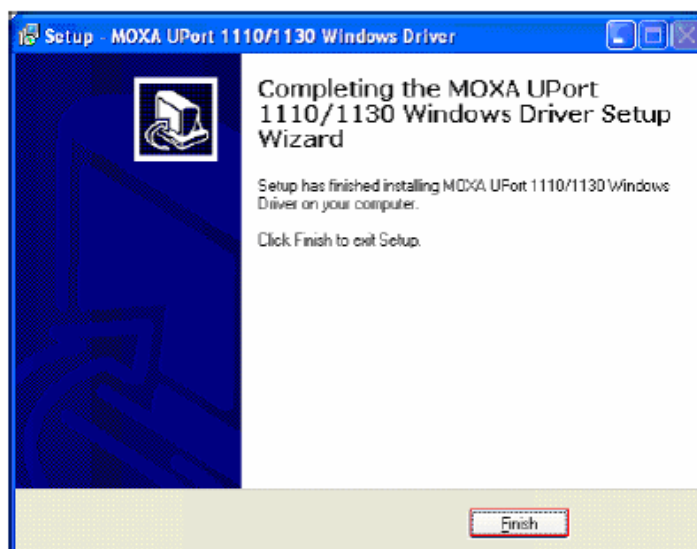 Setup - MOXA UPort 1110/1130 Windows Driver
Completing the MOXA UPort
1110/1130 Windows Driver Setup
Wizard
Setup has finished installing MOXA UPort 1110/1130 Windows
Driver on your computer.
Click Finish to exit Setup.
Finish